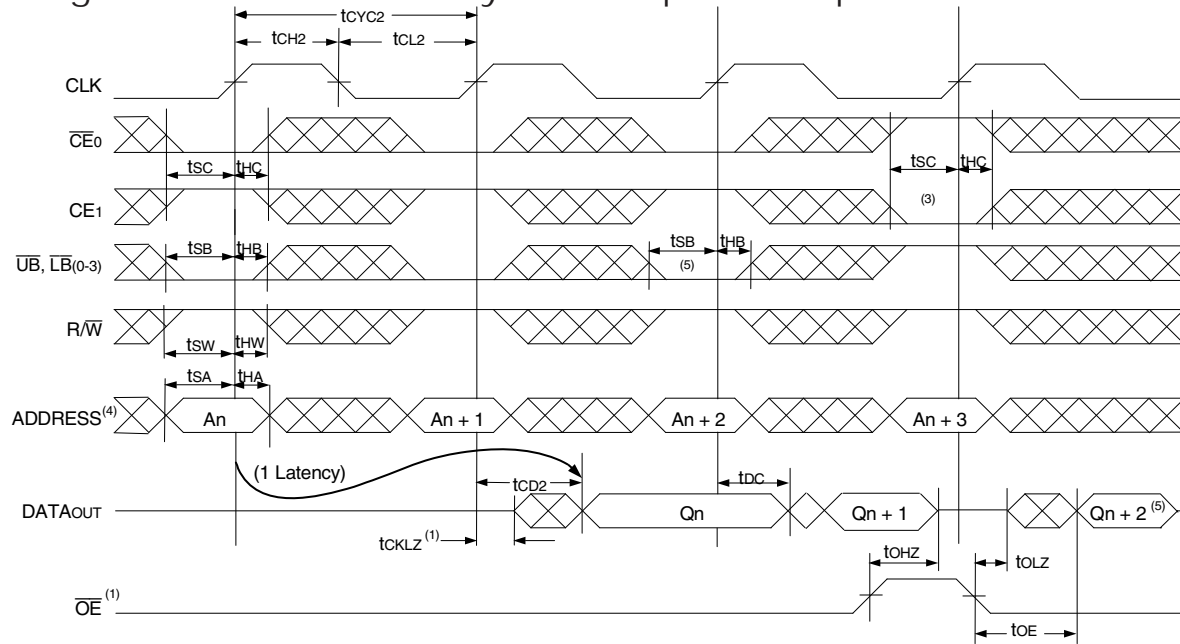 tCYC2
tCH2 tCL2
CLK
CE0
tSC tHC tSC tHC
CE1 (3)
tSB tHB tSB tHB
UB, LB(0-3) (5)
R/W
tSW tHW
tSA tHA
ADDRESS(4) An An + 1 An + 2 An + 3
(1 Latency) tCD2 tDC
DATAOUT Qn Qn + 1 Qn + 2 (5)
tCKLZ (1)
tOHZ tOLZ
OE (1)
tOE